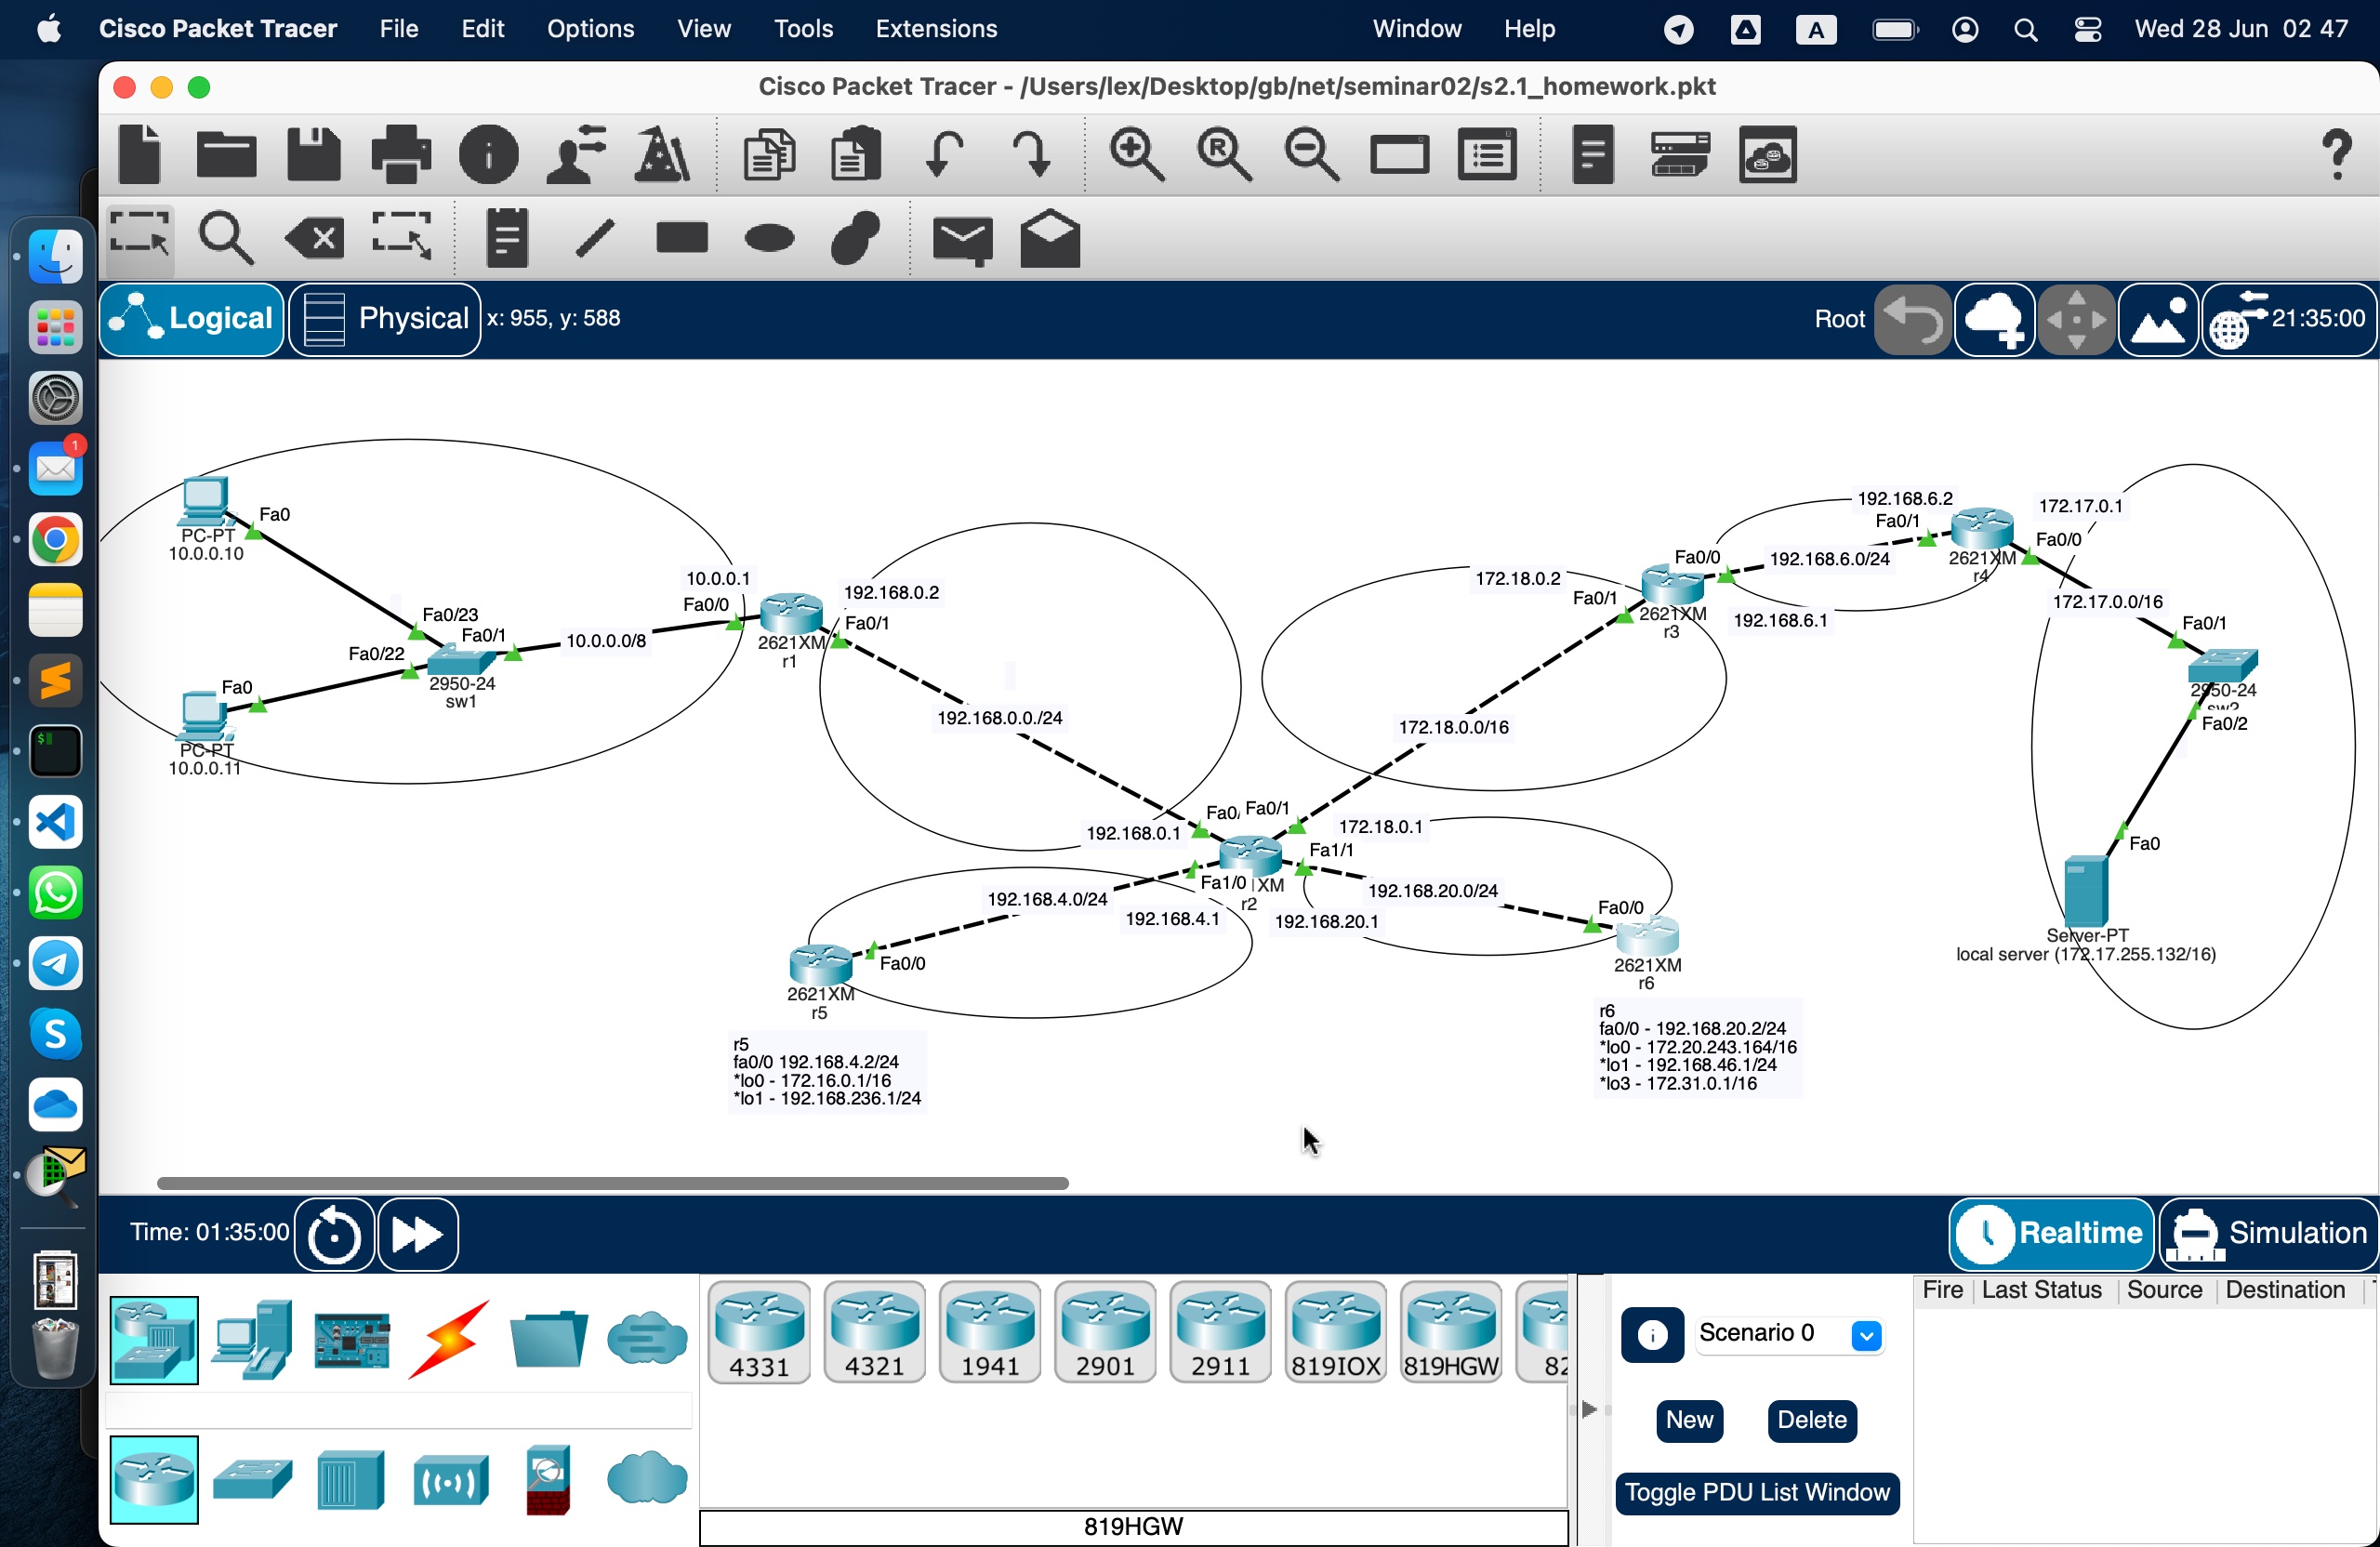 Cisco Packet Tracer File Edit Options View Tools Extensions Window Help A Wed 28 Jun 02 47
Cisco Packet Tracer - /Users/lex/Desktop/gb/net/seminar02/s2.1_homework.pkt
Logical Physical x: 955, y: 588 Root 21:35:00
1
Fa0
PC-PT
10.0.0.10
Fa0/23
Fa0/22
Fa0/1
2950-24
sw1
Fa0
PC-PT
10.0.0.11
10.0.0.0/8
10.0.0.1
Fa0/0
2621XM
r1
192.168.0.2
Fa0/1
192.168.0.0./24
192.168.0.1
Fa0/
Fa0/1
172.18.0.1
Fa1/1
Fa1/0
XM
r2
192.168.4.0/24
192.168.4.1
192.168.20.1
192.168.20.0/24
Fa0/0
2621XM
r5
r5
fa0/0 192.168.4.2/24
*lo0 - 172.16.0.1/16
*lo1 - 192.168.236.1/24
Fa0/0
2621XM
r6
r6
fa0/0 - 192.168.20.2/24
*lo0 - 172.20.243.164/16
*lo1 - 192.168.46.1/24
*lo3 - 172.31.0.1/16
172.18.0.0/16
172.18.0.2
Fa0/1
Fa0/0
2621XM
r3
192.168.6.1
192.168.6.0/24
192.168.6.2
Fa0/1
2621XM
r4
172.17.0.1
Fa0/0
172.17.0.0/16
Fa0/1
2950-24
sw2
Fa0/2
Fa0
Server-PT
local server (172.17.255.132/16)
Time: 01:35:00 Realtime Simulation
4331 4321 1941 2901 2911 819IOX 819HGW 82
819HGW
Scenario 0
New Delete
Toggle PDU List Window
Fire Last Status Source Destination